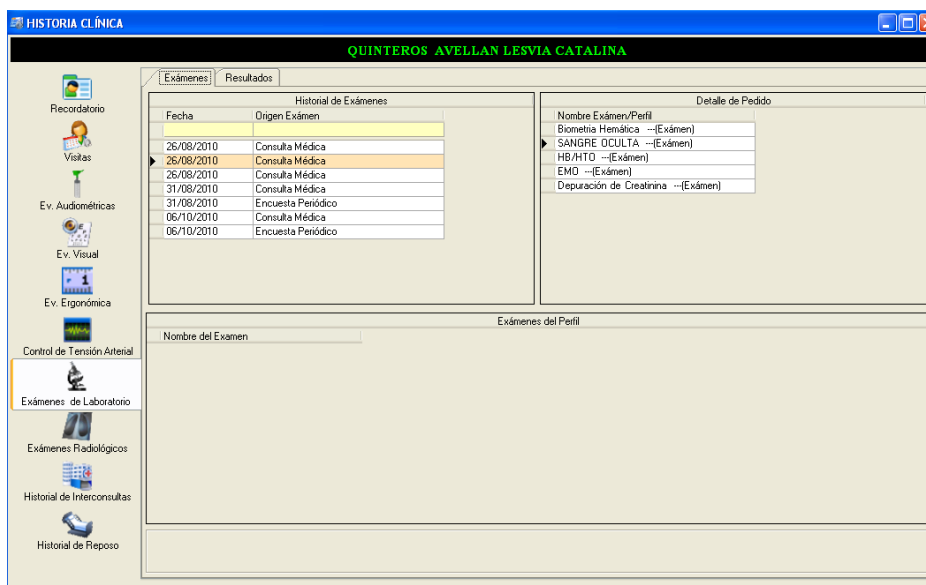 HISTORIA CLÍNICA
QUINTEROS AVELLAN LESVIA CATALINA
Recordatorio
Visitas
Ev. Audiométricas
Ev. Visual
1
Ev. Ergonómica
Control de Tensión Arterial
Exámenes de Laboratorio
Exámenes Radiológicos
Historial de Interconsultas
Historial de Reposo
Exámenes Resultados
Historial de Exámenes
Fecha Origen Exámen
26/08/2010 Consulta Médica
26/08/2010 Consulta Médica
26/08/2010 Consulta Médica
31/08/2010 Consulta Médica
31/08/2010 Encuesta Periódico
06/10/2010 Consulta Médica
06/10/2010 Encuesta Periódico
Detalle de Pedido
Nombre Exámen/Perfil
Biometria Hemática ---(Exámen)
SANGRE OCULTA ---(Exámen)
HB/HTO ---(Exámen)
EMO ---(Exámen)
Depuración de Creatinina ---(Exámen)
Exámenes del Perfil
Nombre del Examen